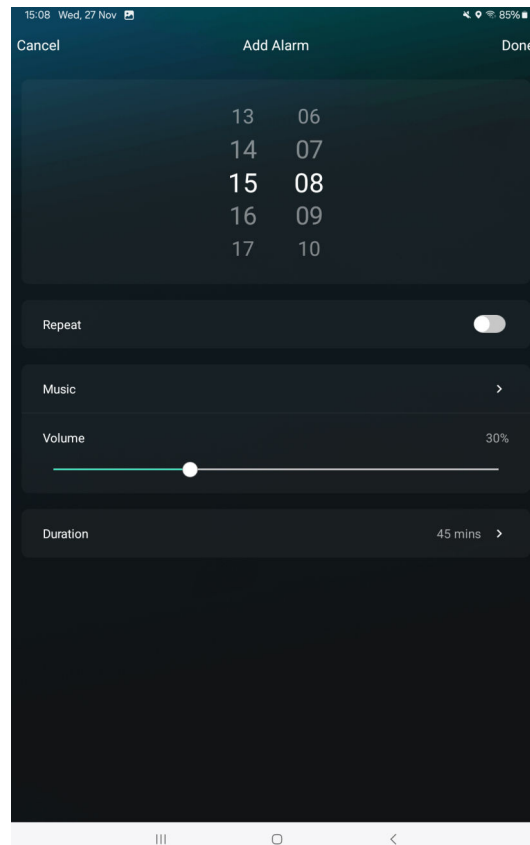 15:08 Wed, 27 Nov 85%
Cancel Add Alarm Done
13 06
14 07
15 08
16 09
17 10
Repeat
Music
Volume 30%
Duration 45 mins